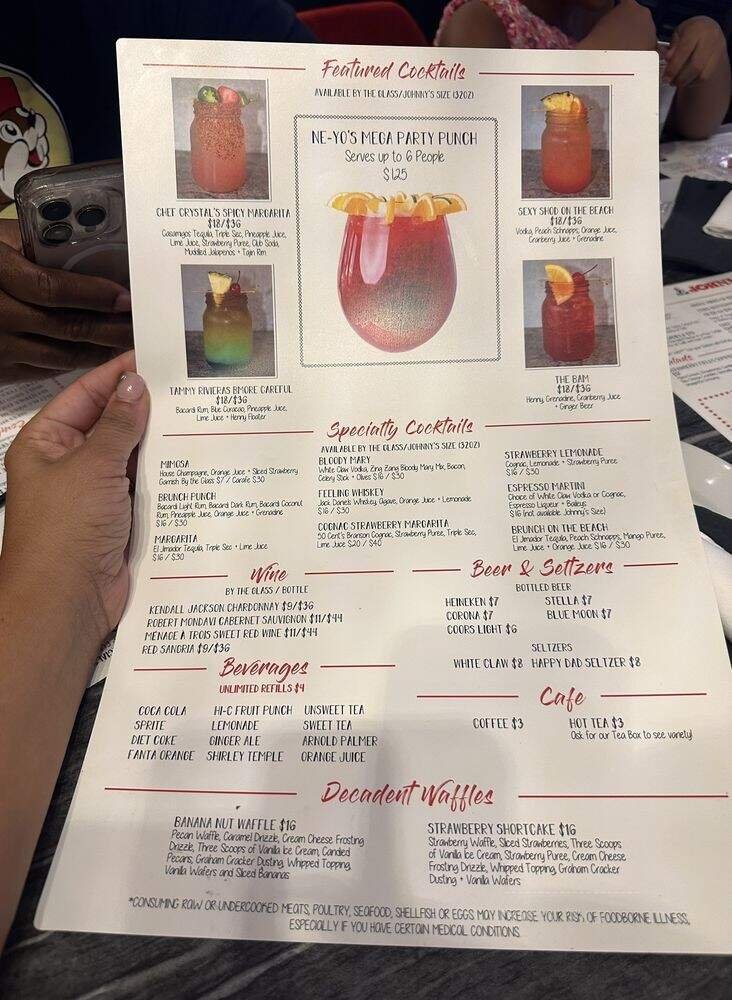 Featured Cocktails
AVAILABLE BY THE GLASS/JOHNNY'S SIZE (32OZ)
NE-YO'S MEGA PARTY PUNCH
Serves up to 6 People
$125
CHEF CRYSTAL'S SPICY MARGARITA
$18/$36
Casamigos Tequila, Triple Sec, Pineapple Juice,
Lime Juice, Strawberry Puree, Club Soda,
Muddled Jalapenos + Tajin Rim
SEXY SHOD ON THE BEACH
$18/$36
Vodka, Peach Schnapps, Orange Juice,
Cranberry Juice + Grenadine
TAMMY RIVIERAS BMORE CAREFUL
$18/$36
Bacardi Rum, Blue Curacao, Pineapple Juice,
Lime Juice + Henny Floater
THE BAM
$18/$36
Henny, Grenadine, Cranberry Juice
+ Ginger Beer
Specialty Cocktails
AVAILABLE BY THE GLASS/JOHNNY'S SIZE (32OZ)
MIMOSA
House Champagne, Orange Juice + Sliced Strawberry
Garnish By the Glass $7 / Carafe $30
BRUNCH PUNCH
Bacardi Light Rum, Bacardi Dark Rum, Bacardi Coconut
Rum, Pineapple Juice, Orange Juice + Grenadine
$16 / $30
MARGARITA
El Jimador Tequila, Triple Sec + Lime Juice
$16 / $30
BLOODY MARY
White Claw Vodka, Zing Zang Bloody Mary Mix, Bacon,
Celery Stick + Olives $16 / $30
FEELING WHISKEY
Jack Daniels Whiskey, Agave, Orange Juice + Lemonade
$16 / $30
COGNAC STRAWBERRY MARGARITA
50 Cent's Branson Cognac, Strawberry Puree, Triple Sec,
Lime Juice $20 / $40
STRAWBERRY LEMONADE
Cognac, Lemonade + Strawberry Puree
$16 / $30
ESPRESSO MARTINI
Choice of White Claw Vodka or Cognac,
Espresso Liqueur + Baileys
$16 (not available Johnny's Size)
BRUNCH ON THE BEACH
El Jimador Tequila, Peach Schnapps, Mango Puree,
Lime Juice + Orange Juice $16 / $30
Wine
BY THE GLASS / BOTTLE
KENDALL JACKSON CHARDONNAY $9/$36
ROBERT MONDAVI CABERNET SAUVIGNON $11/$44
MENAGE A TROIS SWEET RED WINE $11/$44
RED SANGRIA $9/$36
Beer & Seltzers
BOTTLED BEER
HEINEKEN $7
STELLA $7
CORONA $7
BLUE MOON $7
COORS LIGHT $6
SELTZERS
WHITE CLAW $8 HAPPY DAD SELTZER $8
Beverages
UNLIMITED REFILLS $4
COCA COLA
SPRITE
DIET COKE
FANTA ORANGE
HI-C FRUIT PUNCH
LEMONADE
GINGER ALE
SHIRLEY TEMPLE
UNSWEET TEA
SWEET TEA
ARNOLD PALMER
ORANGE JUICE
Cafe
COFFEE $3
HOT TEA $3
Ask for our Tea Box to see variety!
Decadent Waffles
BANANA NUT WAFFLE $16
Pecan Waffle, Caramel Drizzle, Cream Cheese Frosting
Drizzle, Three Scoops of Vanilla Ice Cream, Candied
Pecans, Graham Cracker Dusting, Whipped Topping,
Vanilla Wafers and Sliced Bananas
STRAWBERRY SHORTCAKE $16
Strawberry Waffle, Sliced Strawberries, Three Scoops
of Vanilla Ice Cream, Strawberry Puree, Cream Cheese
Frosting Drizzle, Whipped Topping, Graham Cracker
Dusting + Vanilla Wafers
*CONSUMING RAW OR UNDERCOOKED MEATS, POULTRY, SEAFOOD, SHELLFISH OR EGGS MAY INCREASE YOUR RISK OF FOODBORNE ILLNESS,
ESPECIALLY IF YOU HAVE CERTAIN MEDICAL CONDITIONS.